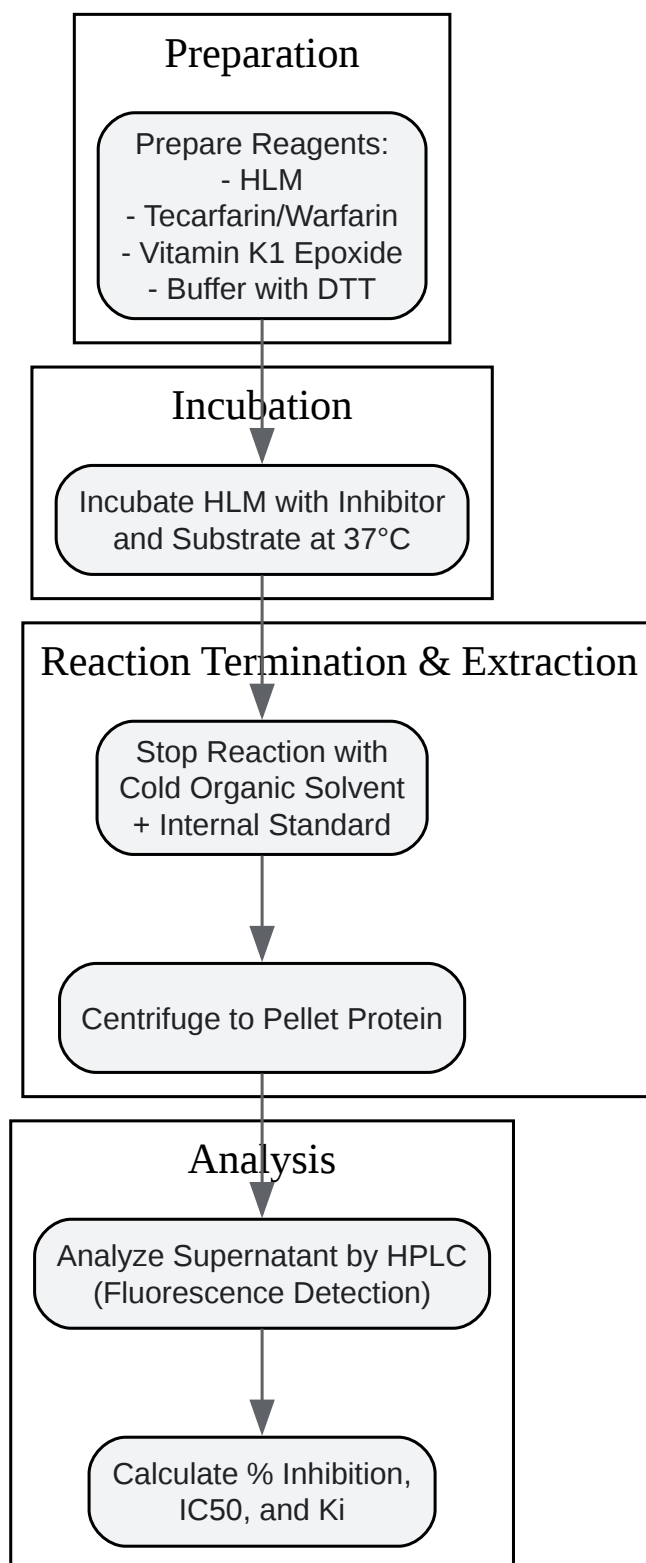 Preparation
Prepare Reagents:
- HLM
- Tecarfarin/Warfarin
- Vitamin K1 Epoxide
- Buffer with DTT
Incubation
Incubate HLM with Inhibitor
and Substrate at 37°C
Reaction Termination & Extraction
Stop Reaction with
Cold Organic Solvent
+ Internal Standard
Centrifuge to Pellet Protein
Analysis
Analyze Supernatant by HPLC
(Fluorescence Detection)
Calculate % Inhibition,
IC50, and Ki